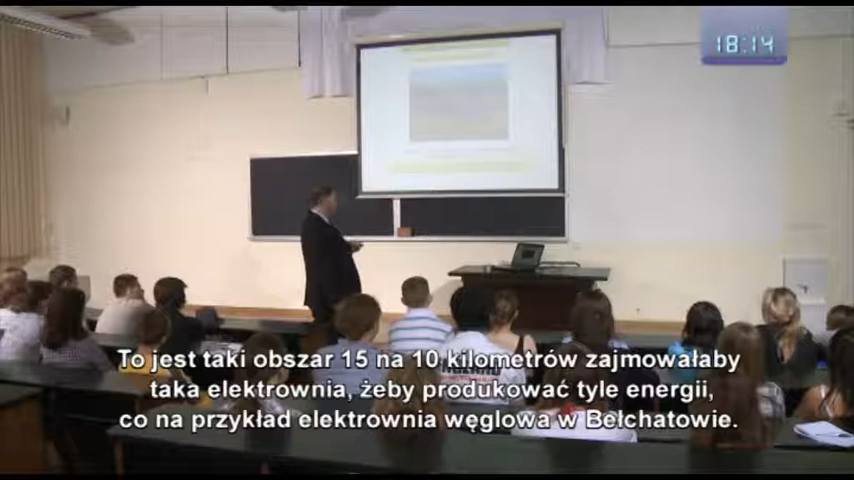 18:14
To jest taki obszar 15 na 10 kilometrów zajmowałaby
taka elektrownia, żeby produkować tyle energii,
co na przykład elektrownia węglowa w Bełchatowie.